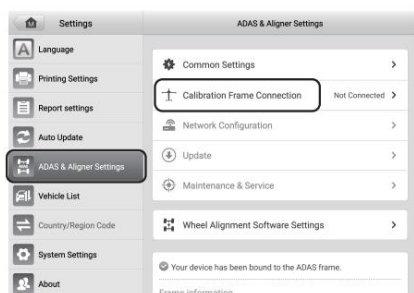 Settings
ADAS & Aligner Settings
Language
Printing Settings
Report settings
Auto Update
ADAS & Aligner Settings
Vehicle List
Country/Region Code
System Settings
About
Common Settings
Calibration Frame Connection Not Connected
Network Configuration
Update
Maintenance & Service
Wheel Alignment Software Settings
Your device has been bound to the ADAS frame.
Frame information